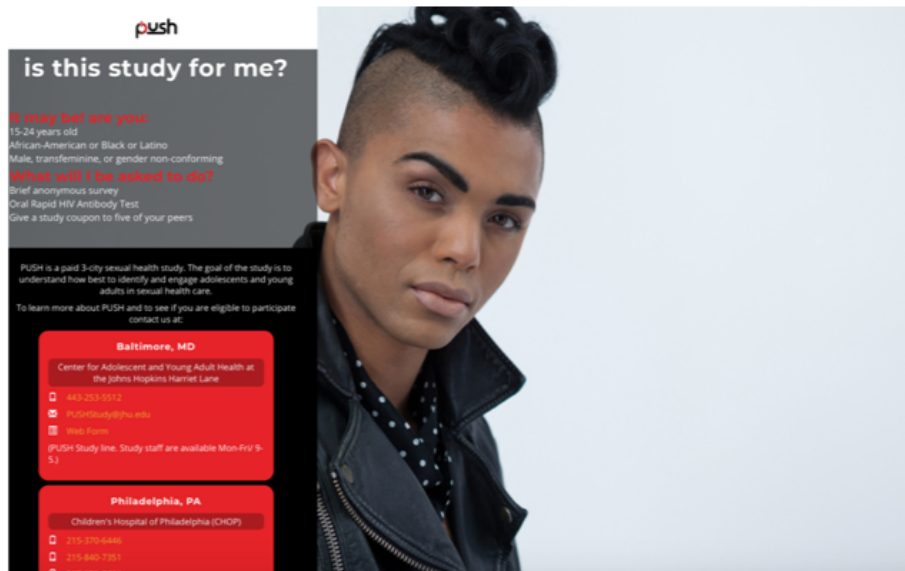 push
is this study for me?
It may be! are you:
15-24 years old
African-American or Black or Latino
Male, transfeminine, or gender non-conforming
What will I be asked to do?
Brief anonymous survey
Oral Rapid HIV Antibody Test
Give a study coupon to five of your peers
PUSH is a paid 3-city sexual health study. The goal of the study is to
understand how best to identify and engage adolescents and young
adults in sexual health care.
To learn more about PUSH and to see if you are eligible to participate
contact us at:
Baltimore, MD
Center for Adolescent and Young Adult Health at
the Johns Hopkins Harriet Lane
443-253-5512
PUSHStudy@jhu.edu
Web Form
(PUSH Study line. Study staff are available Mon-Fri/ 9-
5.)
Philadelphia, PA
Children's Hospital of Philadelphia (CHOP)
215-370-6446
215-840-7351